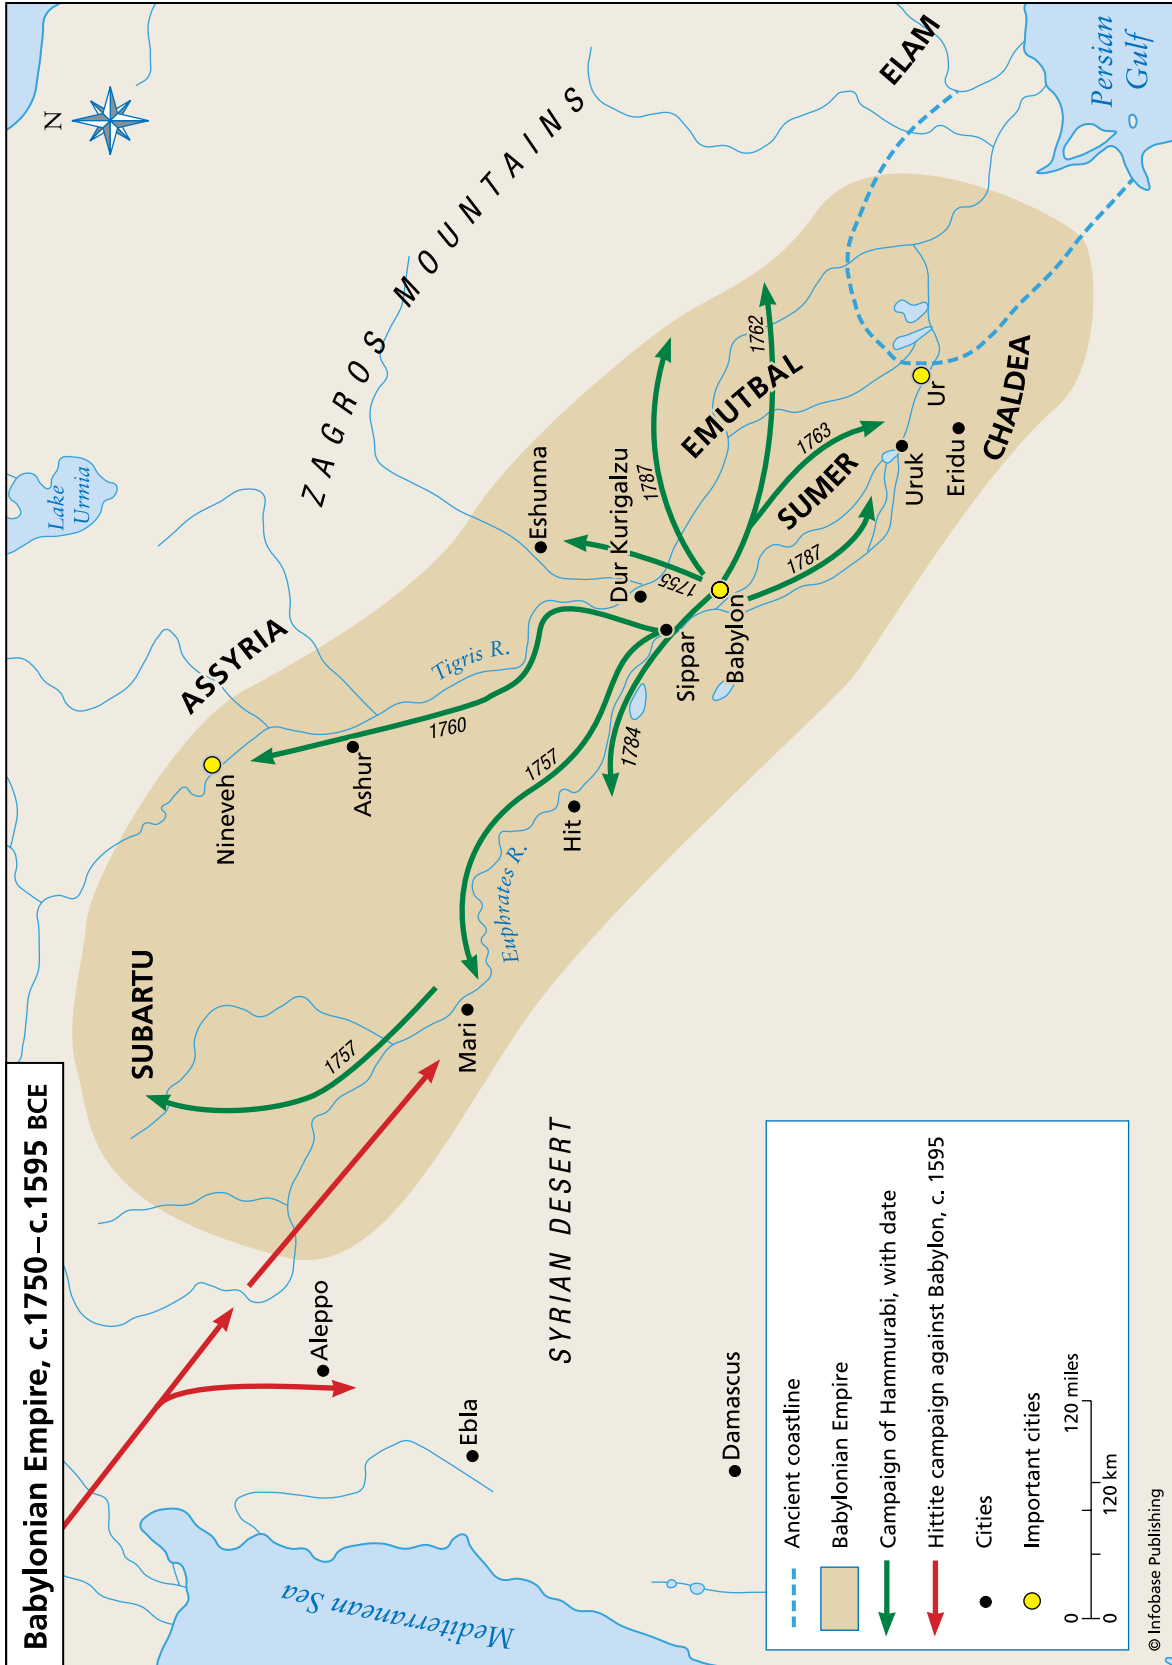 Babylonian Empire, c.1750–c.1595 BCE
N
Lake
Urmia
ZAGROS MOUNTAINS
ASSYRIA
SUBARTU
Nineveh
Ashur
1760
Tigris R.
Eshunna
Dur Kurigalzu
1755
1787
EMUTBAL
1762
ELAM
Persian
Gulf
1757
Mari
1757
Euphrates R.
Hit
1784
Sippar
Babylon
1787
SUMER
1763
Uruk
Ur
Eridu
CHALDEA
Aleppo
Ebla
Damascus
SYRIAN DESERT
Mediterranean Sea
Ancient coastline
Babylonian Empire
Campaign of Hammurabi, with date
Hittite campaign against Babylon, c. 1595
Cities
Important cities
0 120 miles
0 120 km
© Infobase Publishing